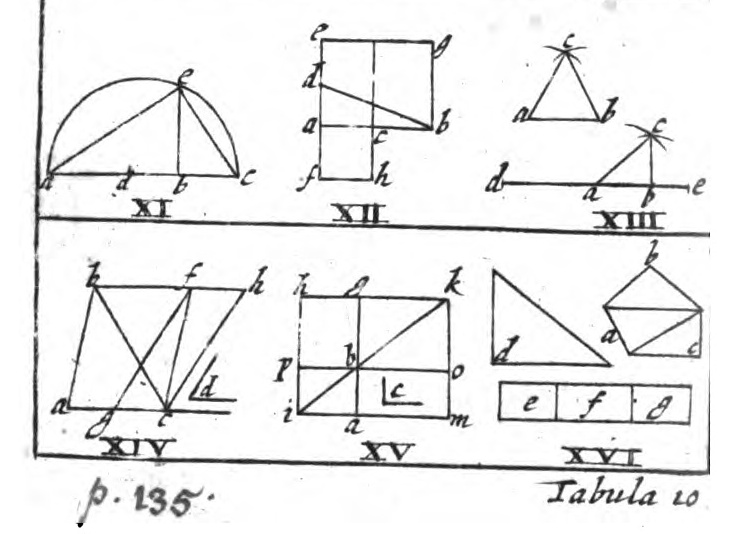 e
a d b c
XI
e g
d
a c b
f h
XII
c
a b
c
d a b e
XIII
b f h
d
a g c
XIV
h g k
p b o
c
i a m
XV
b
a
d c
e f g
XVI
p. 135.
Tabula 10